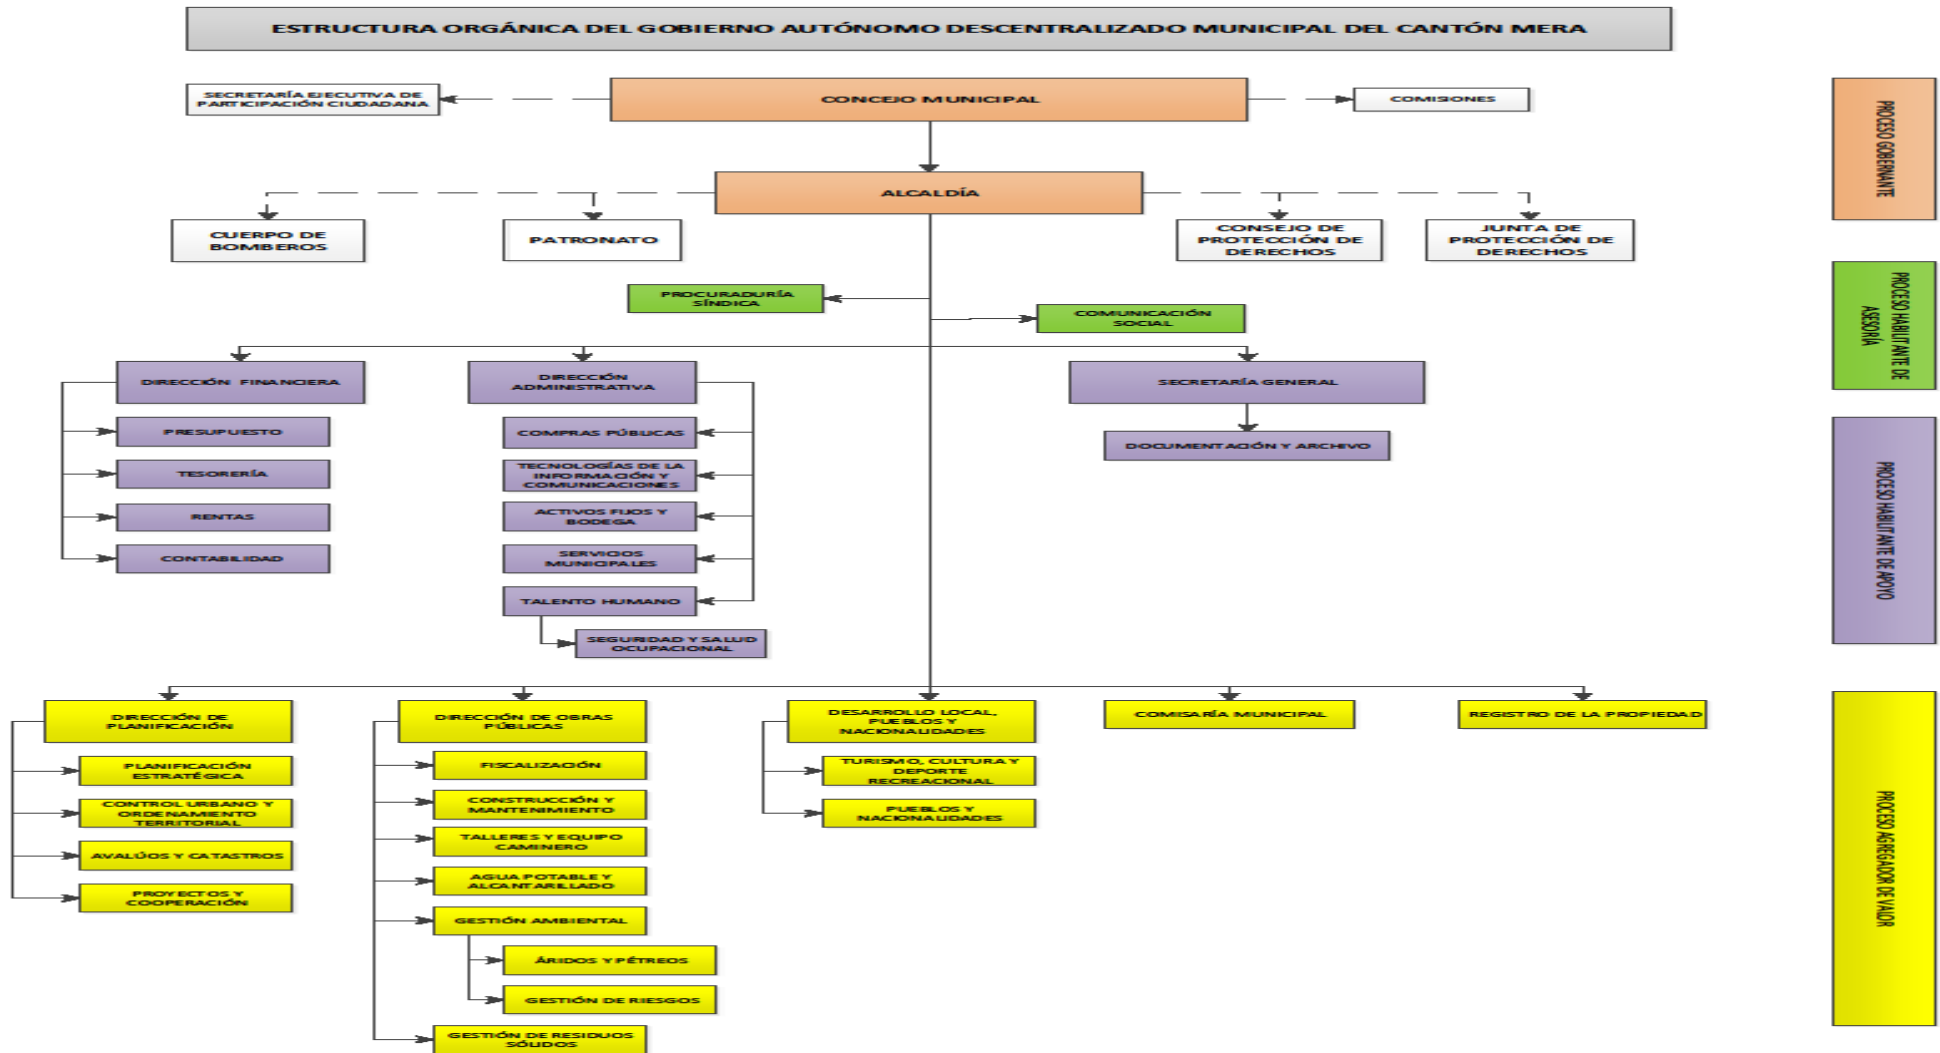 ESTRUCTURA ORGÁNICA DEL GOBIERNO AUTÓNOMO DESCENTRALIZADO MUNICIPAL DEL CANTÓN MERA
SECRETARÍA EJECUTIVA DE
PARTICIPACIÓN CIUDADANA
CONCEJO MUNICIPAL
COMISIONES
PROCESO GOBERNANTE
ALCALDÍA
CUERPO DE
BOMBEROS
PATRONATO
CONSEJO DE
PROTECCIÓN DE
DERECHOS
JUNTA DE
PROTECCIÓN DE
DERECHOS
PROCURADURÍA
SÍNDICA
COMUNICACIÓN
SOCIAL
PROCESO HABILITANTE DE
ASESORÍA
DIRECCIÓN FINANCIERA
PRESUPUESTO
TESORERÍA
RENTAS
CONTABILIDAD
DIRECCIÓN
ADMINISTRATIVA
COMPRAS PÚBLICAS
TECNOLOGÍAS DE LA
INFORMACIÓN Y
COMUNICACIONES
ACTIVOS FIJOS Y
BODEGA
SERVICIOS
MUNICIPALES
TALENTO HUMANO
SEGURIDAD Y SALUD
OCUPACIONAL
SECRETARÍA GENERAL
DOCUMENTACIÓN Y ARCHIVO
PROCESO HABILITANTE DE APOYO
DIRECCIÓN DE
PLANIFICACIÓN
PLANIFICACIÓN
ESTRATÉGICA
CONTROL URBANO Y
ORDENAMIENTO
TERRITORIAL
AVALÚOS Y CATASTROS
PROYECTOS Y
COOPERACIÓN
DIRECCIÓN DE OBRAS
PÚBLICAS
FISCALIZACIÓN
CONSTRUCCIÓN Y
MANTENIMIENTO
TALLERES Y EQUIPO
CAMINERO
AGUA POTABLE Y
ALCANTARILLADO
GESTIÓN AMBIENTAL
ÁRIDOS Y PÉTREOS
GESTIÓN DE RIESGOS
GESTIÓN DE RESIDUOS
SÓLIDOS
DESARROLLO LOCAL,
PUEBLOS Y
NACIONALIDADES
TURISMO, CULTURA Y
DEPORTE
RECREACIONAL
PUEBLOS Y
NACIONALIDADES
COMISARÍA MUNICIPAL
REGISTRO DE LA PROPIEDAD
PROCESO AGREGADOR DE VALOR